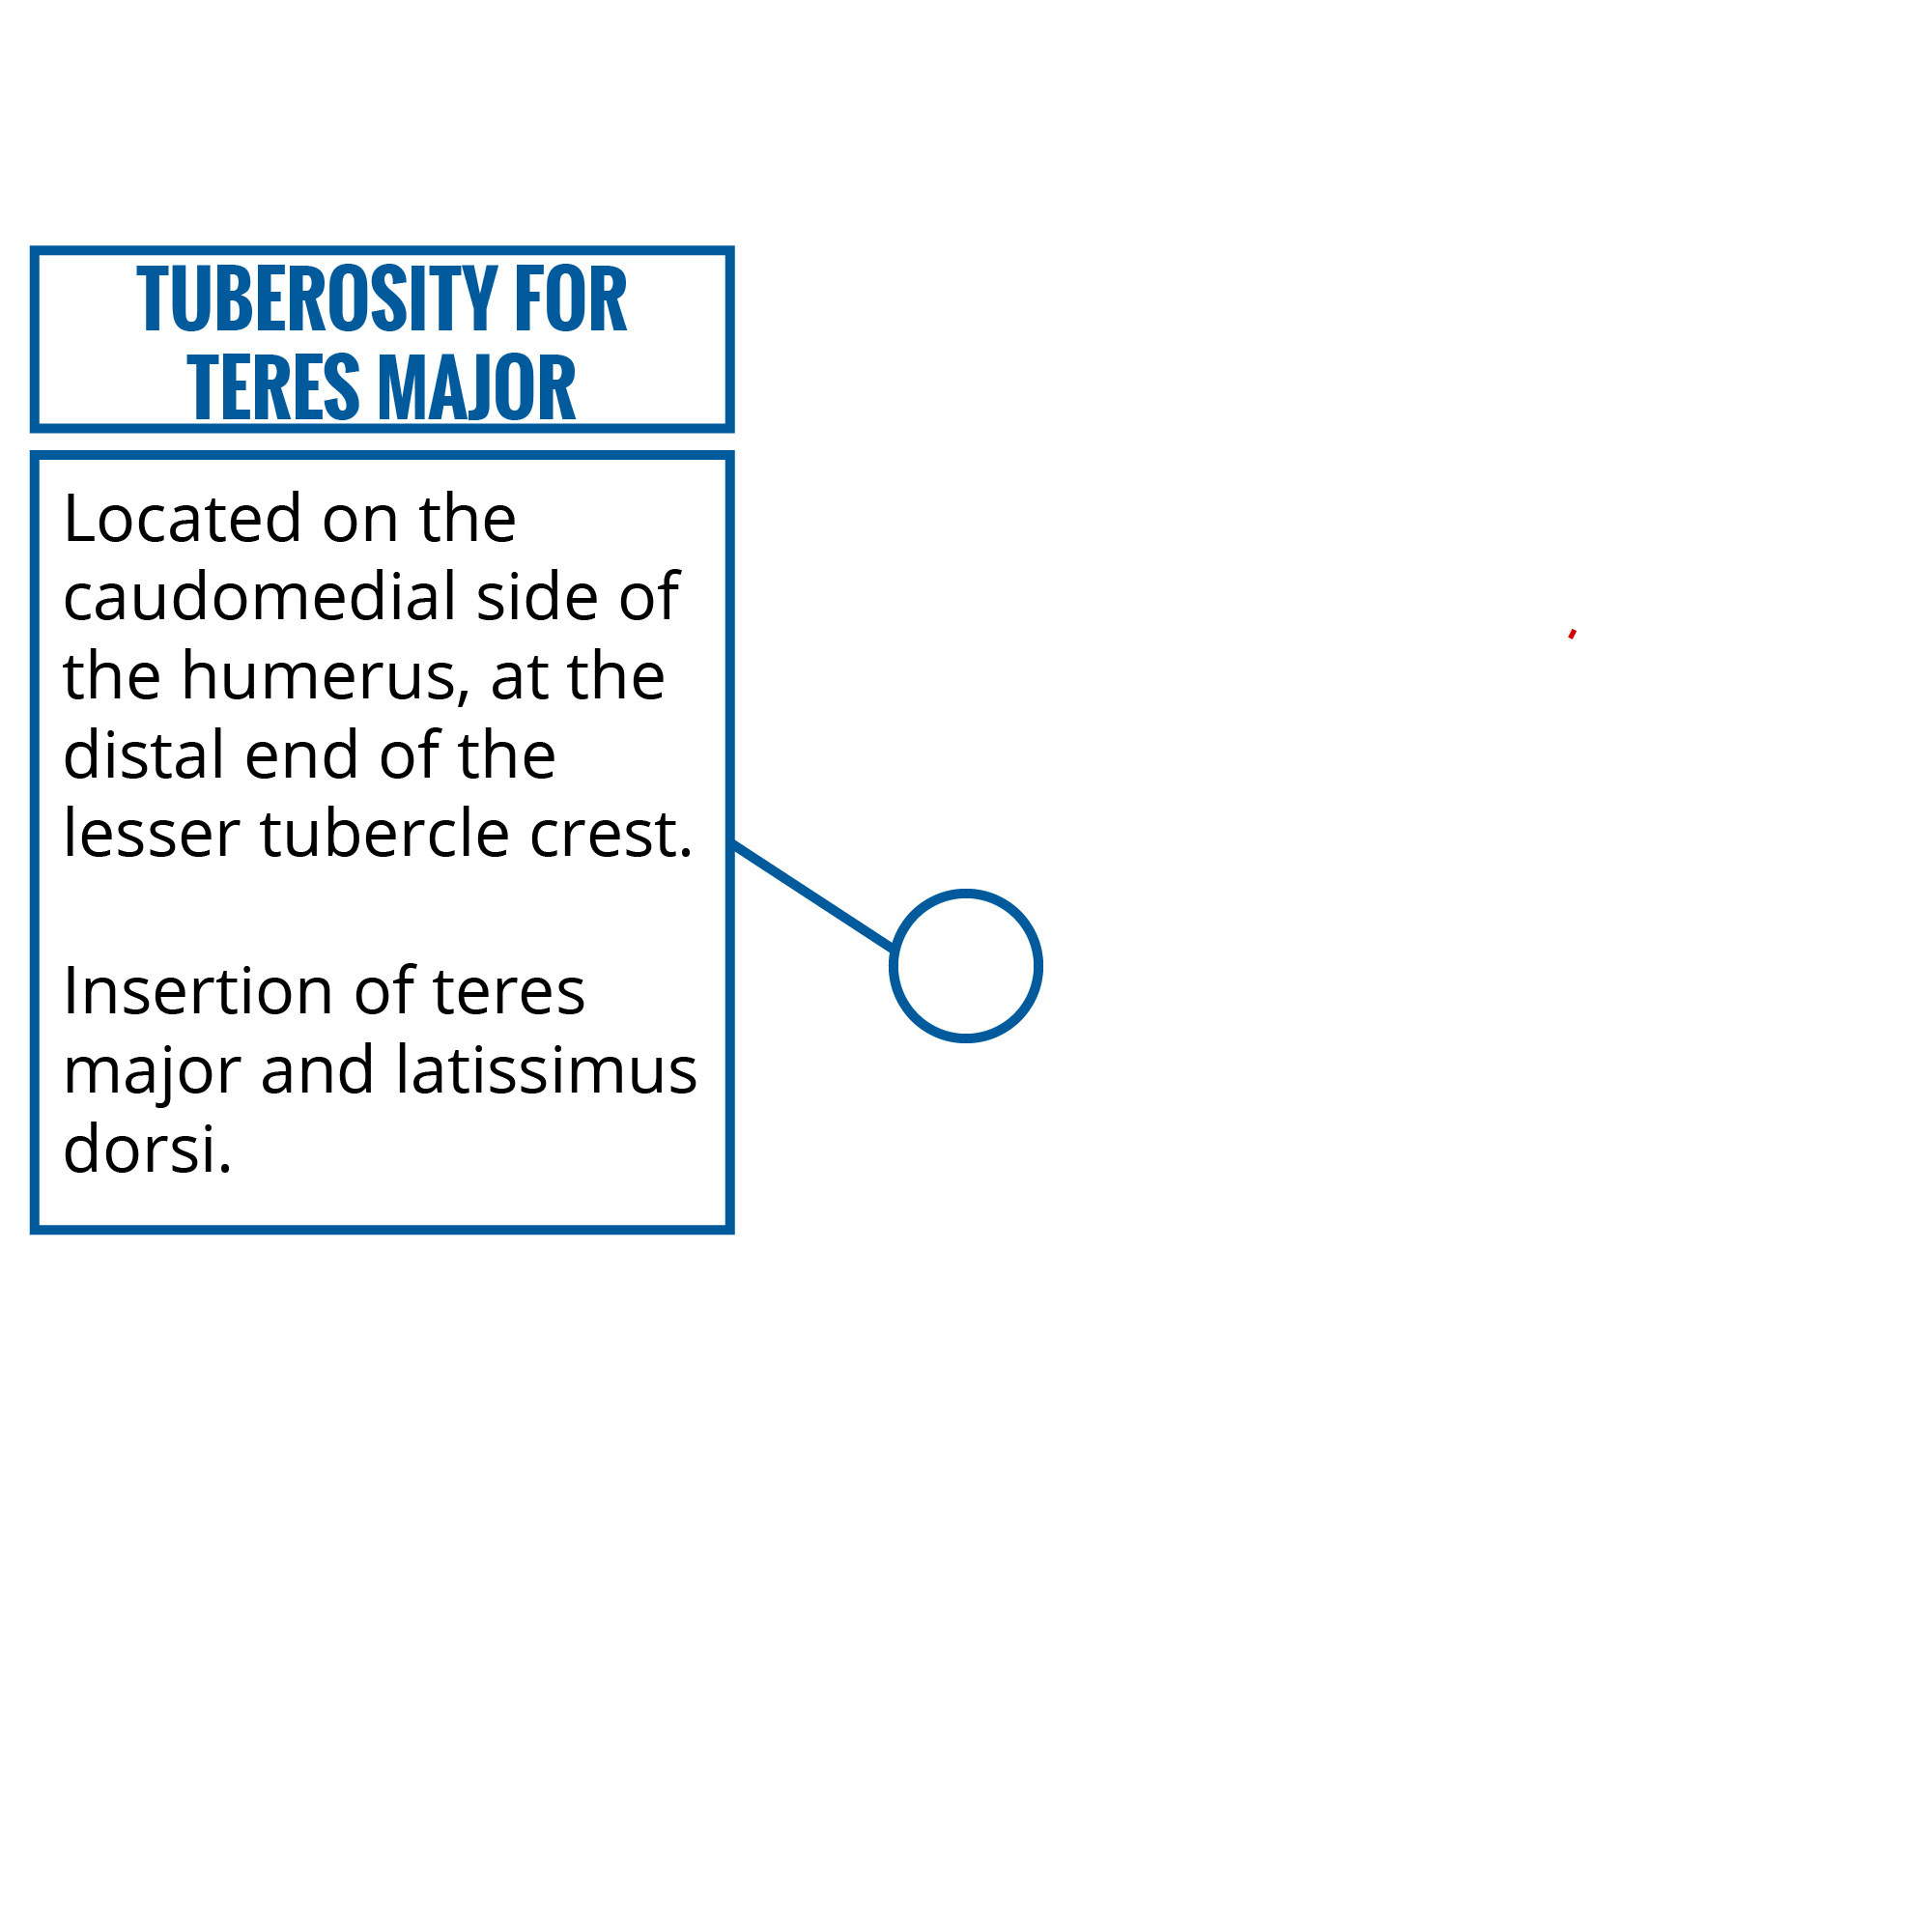 TUBEROSITY FOR
TERES MAJOR
Located on the
caudomedial side of
the humerus, at the
distal end of the
lesser tubercle crest.
Insertion of teres
major and latissimus
dorsi.